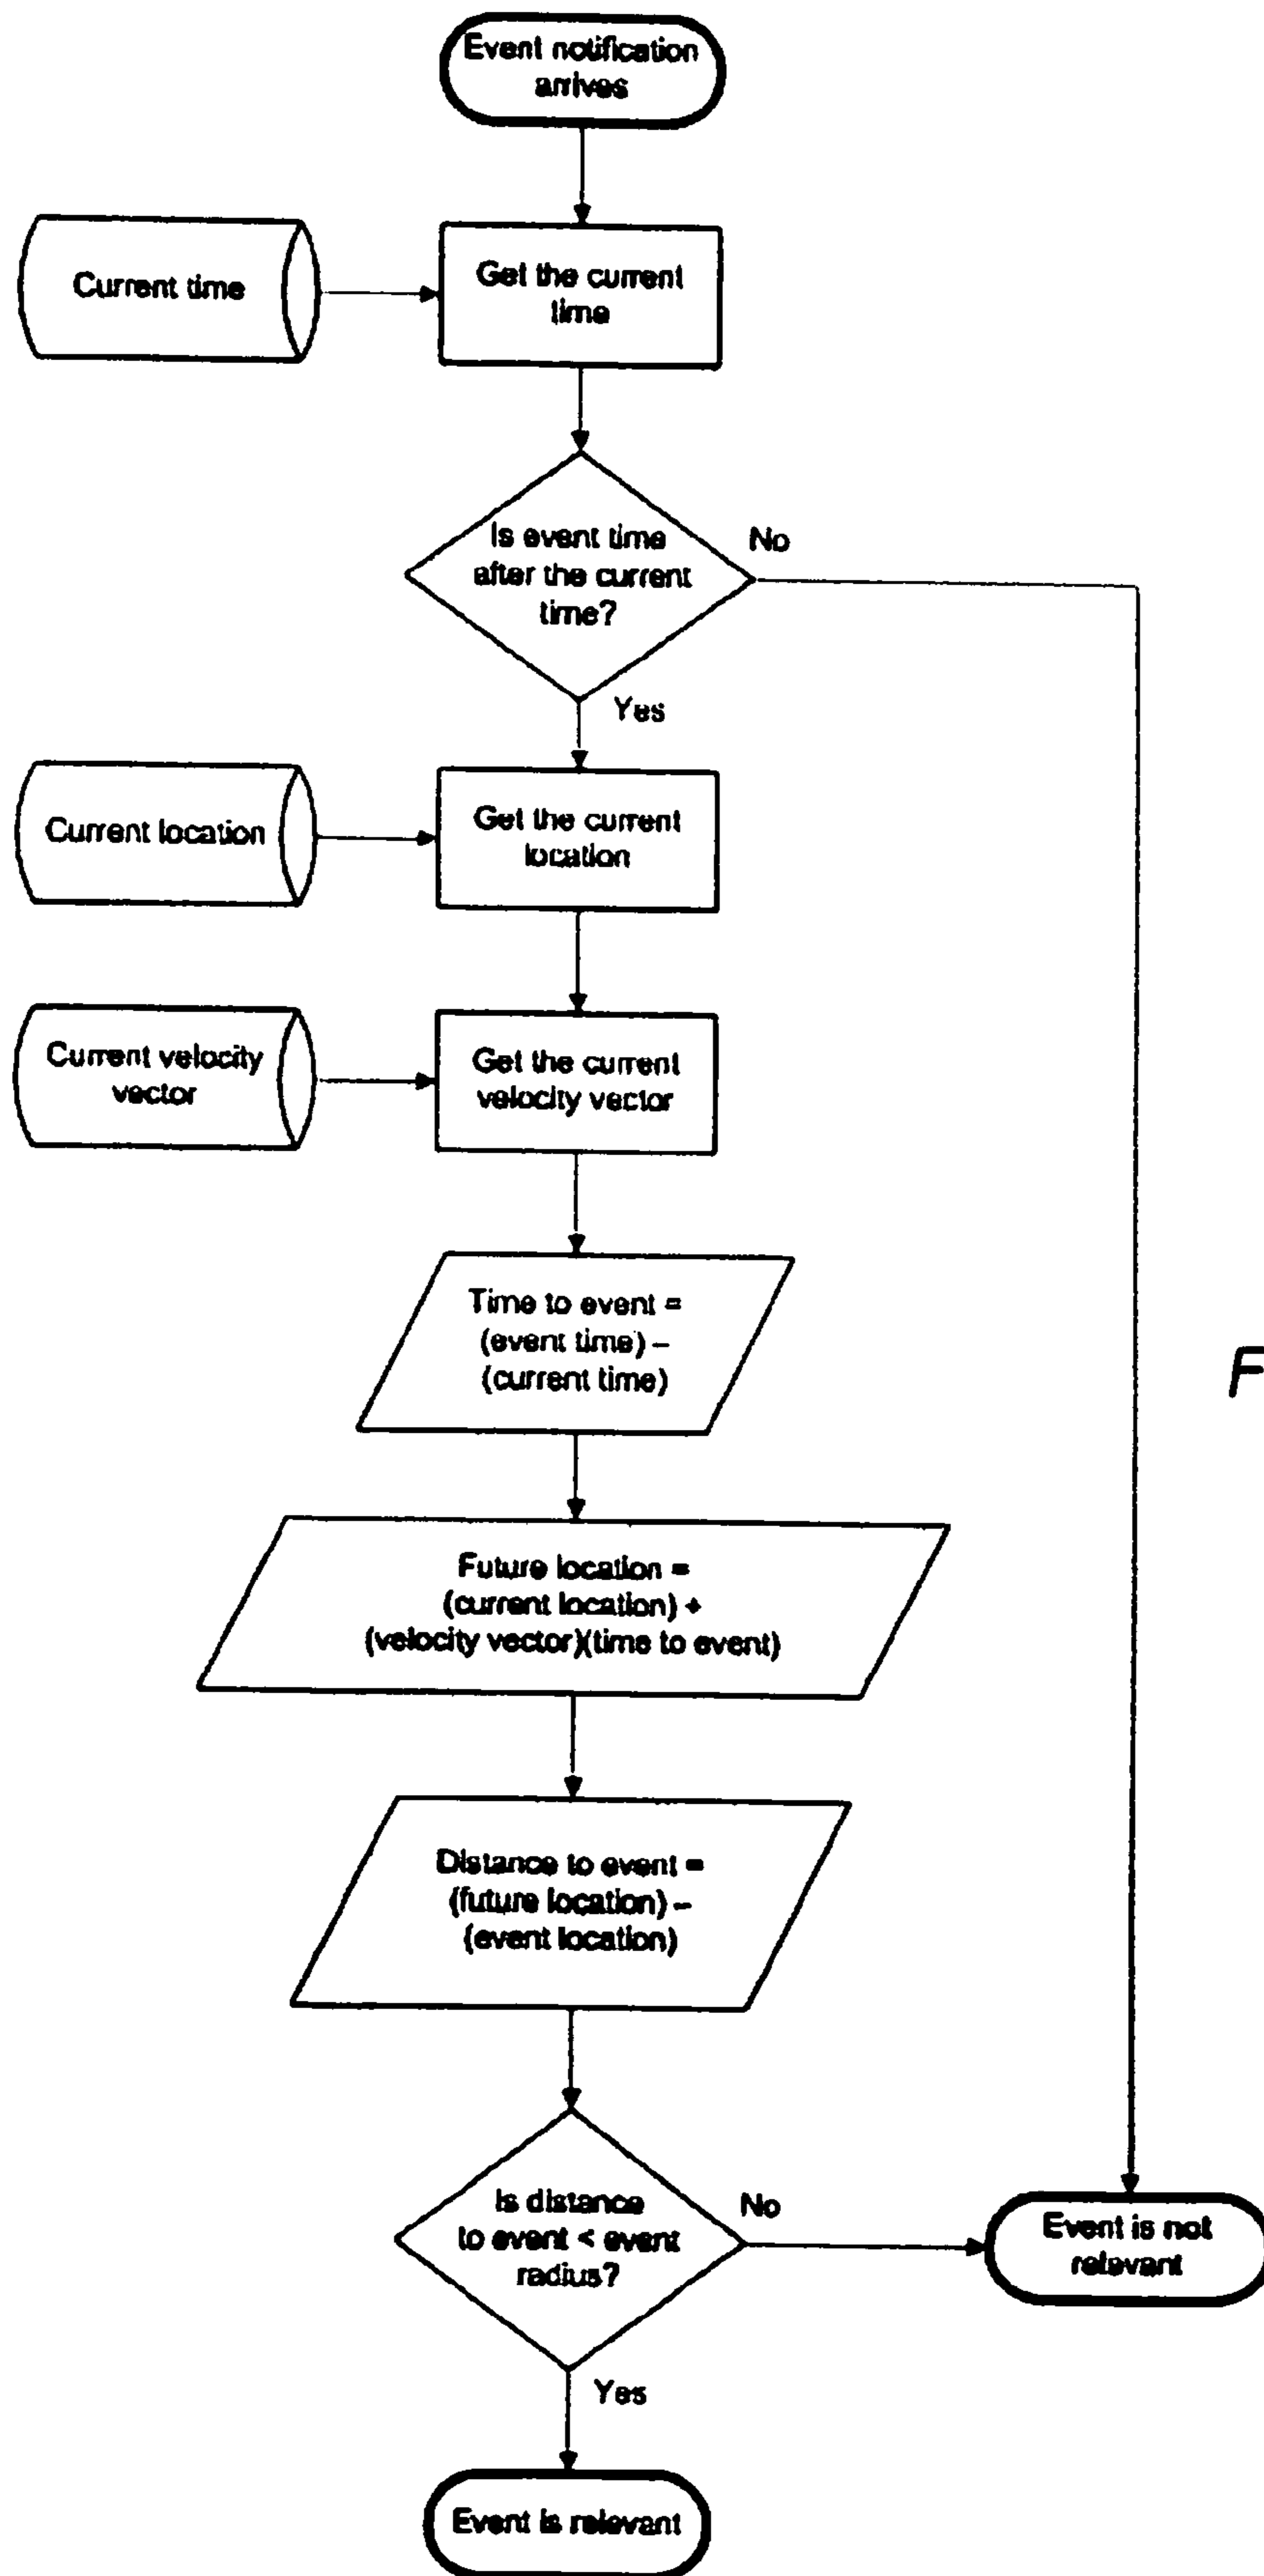 Event notification
arrives
Current time
Get the current
time
Is event time
after the current
time?
No
Yes
Current location
Get the current
location
Current velocity
vector
Get the current
velocity vector
Time to event =
(event time) –
(current time)
F
Future location =
(current location) +
(velocity vector)(time to event)
Distance to event =
(future location) –
(event location)
Is distance
to event < event
radius?
No
Event is not
relevant
Yes
Event is relevant